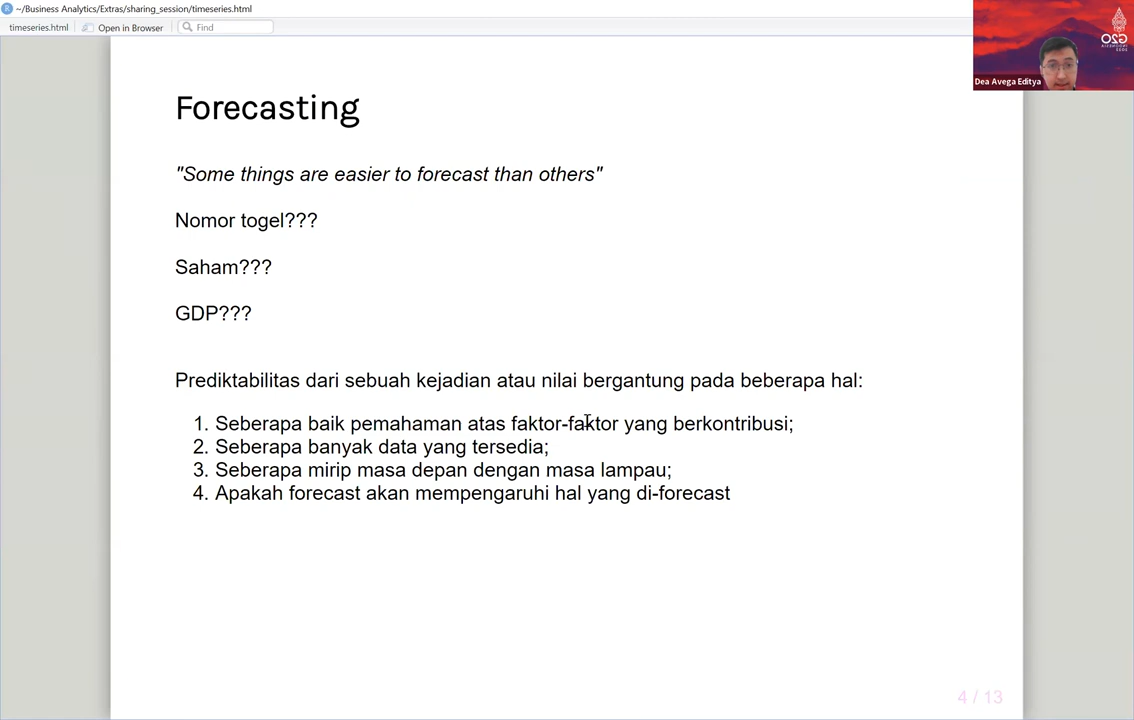 ~/Business Analytics/Extras/sharing_session/timeseries.html
timeseries.html
Open in Browser
Find
Dea Avega Editya
Forecasting
"Some things are easier to forecast than others"
Nomor togel???
Saham???
GDP???
Prediktabilitas dari sebuah kejadian atau nilai bergantung pada beberapa hal:
1. Seberapa baik pemahaman atas faktor-faktor yang berkontribusi;
2. Seberapa banyak data yang tersedia;
3. Seberapa mirip masa depan dengan masa lampau;
4. Apakah forecast akan mempengaruhi hal yang di-forecast
4 / 13